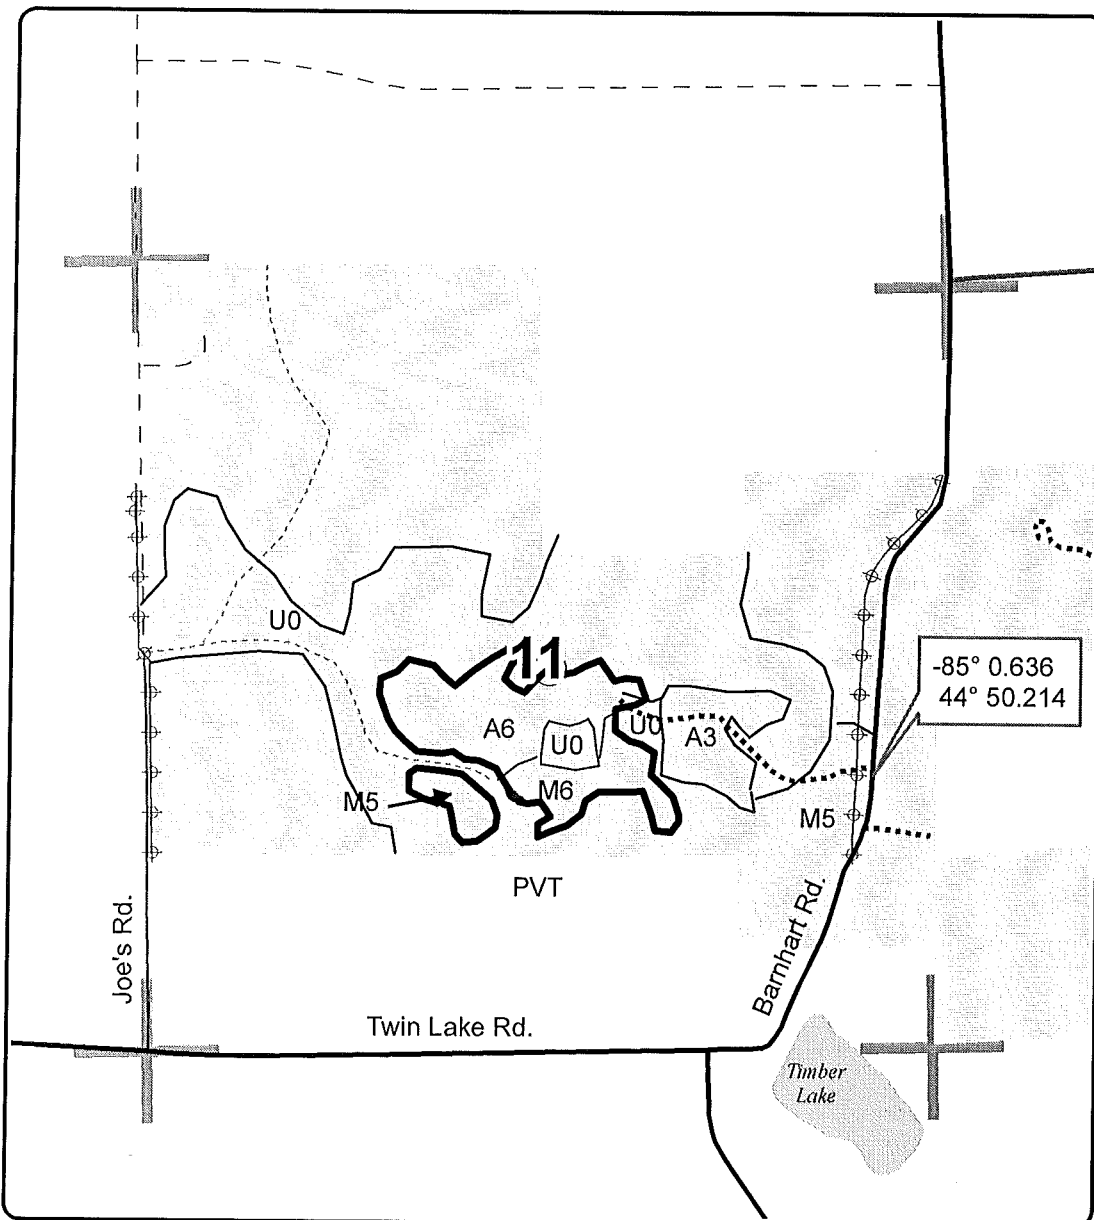 U0
11
-85° 0.636
44° 50.214
A6
U0
U0
A3
M5
M6
M5
PVT
Joe's Rd.
Barnhart Rd.
Twin Lake Rd.
Timber
Lake